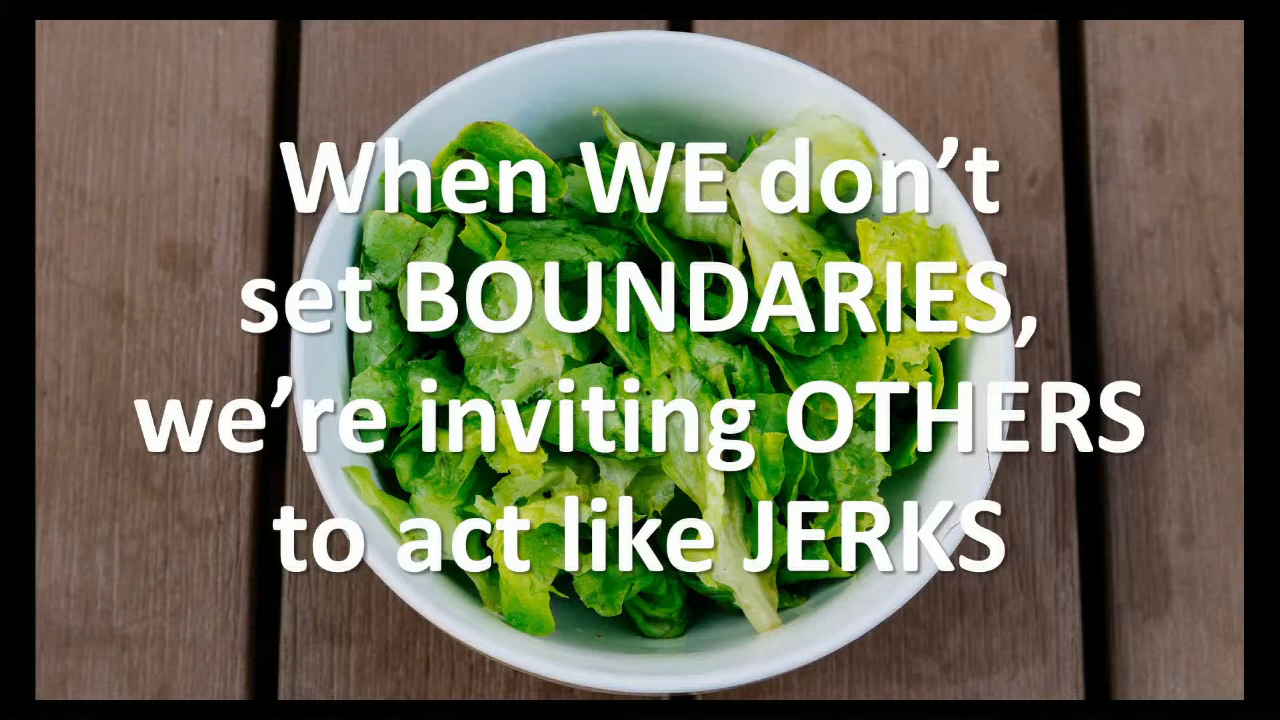 When WE don’t
set BOUNDARIES,
we’re inviting OTHERS
to act like JERKS